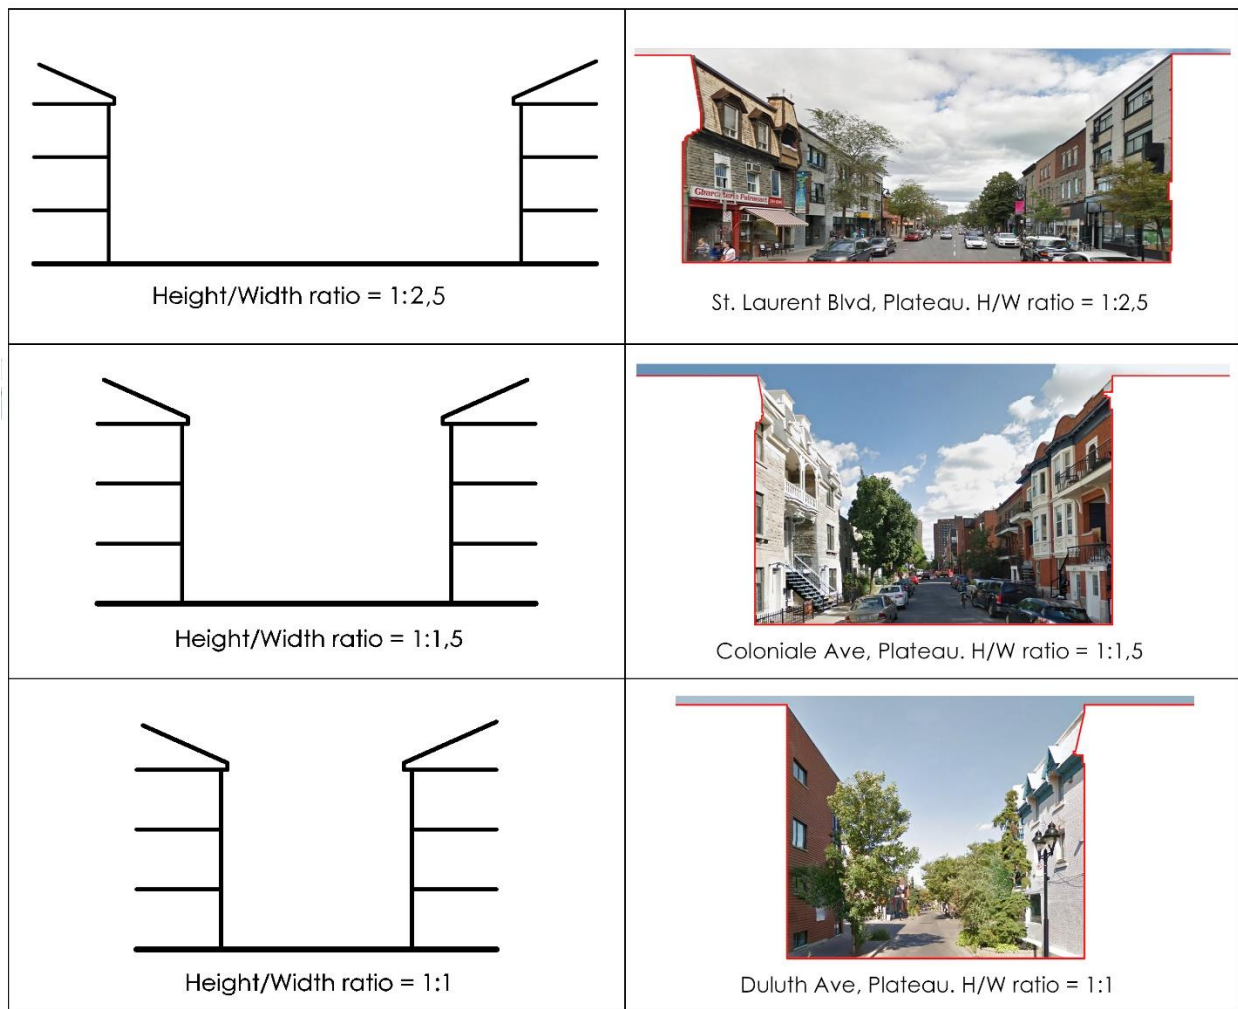 Charcuterie Fairmount
Height/Width ratio = 1:2,5
St. Laurent Blvd, Plateau. H/W ratio = 1:2,5
Height/Width ratio = 1:1,5
Coloniale Ave, Plateau. H/W ratio = 1:1,5
Height/Width ratio = 1:1
Duluth Ave, Plateau. H/W ratio = 1:1